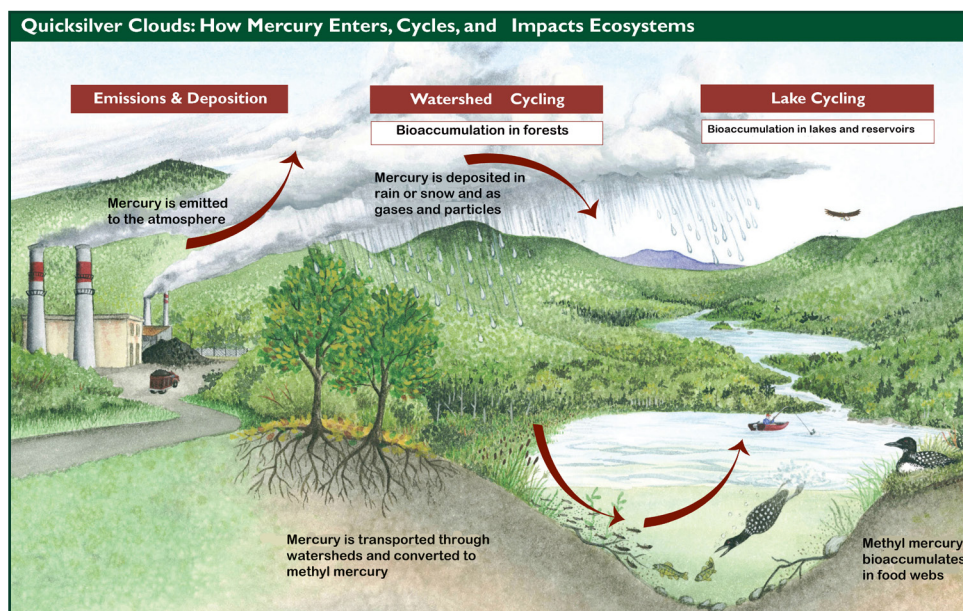 Quicksilver Clouds: How Mercury Enters, Cycles, and Impacts Ecosystems
Emissions & Deposition
Watershed Cycling
Bioaccumulation in forests
Lake Cycling
Bioaccumulation in lakes and reservoirs
Mercury is emitted
to the atmosphere
Mercury is deposited in
rain or snow and as
gases and particles
Mercury is transported through
watersheds and converted to
methyl mercury
Methyl mercury
bioaccumulates
in food webs